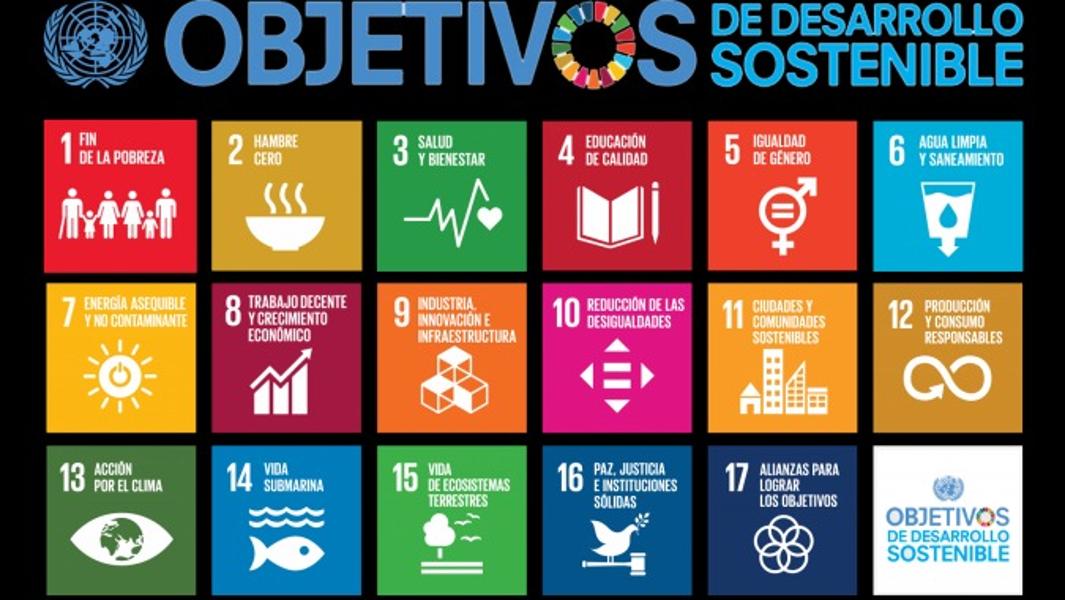 OBJETIVOS
DE DESARROLLO
SOSTENIBLE
1 FIN
DE LA POBREZA
2 HAMBRE
CERO
3 SALUD
Y BIENESTAR
4 EDUCACIÓN
DE CALIDAD
5 IGUALDAD
DE GÉNERO
6 AGUA LIMPIA
Y SANEAMIENTO
7 ENERGÍA ASEQUIBLE
Y NO CONTAMINANTE
8 TRABAJO DECENTE
Y CRECIMIENTO
ECONÓMICO
9 INDUSTRIA,
INNOVACIÓN E
INFRAESTRUCTURA
10 REDUCCIÓN DE LAS
DESIGUALDADES
11 CIUDADES Y
COMUNIDADES
SOSTENIBLES
12 PRODUCCIÓN
Y CONSUMO
RESPONSABLES
13 ACCIÓN
POR EL CLIMA
14 VIDA
SUBMARINA
15 VIDA
DE ECOSISTEMAS
TERRESTRES
16 PAZ, JUSTICIA
E INSTITUCIONES
SÓLIDAS
17 ALIANZAS PARA
LOGRAR
LOS OBJETIVOS
OBJETIVOS
DE DESARROLLO
SOSTENIBLE